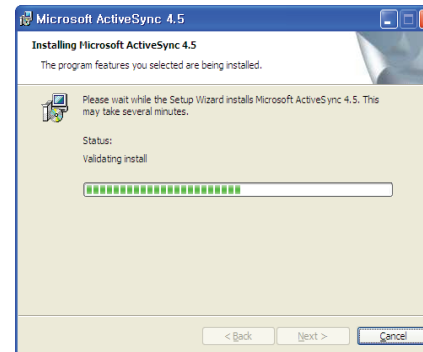 Microsoft ActiveSync 4.5
Installing Microsoft ActiveSync 4.5
The program features you selected are being installed.
Please wait while the Setup Wizard installs Microsoft ActiveSync 4.5. This
may take several minutes.
Status:
Validating install
< Back Next > Cancel